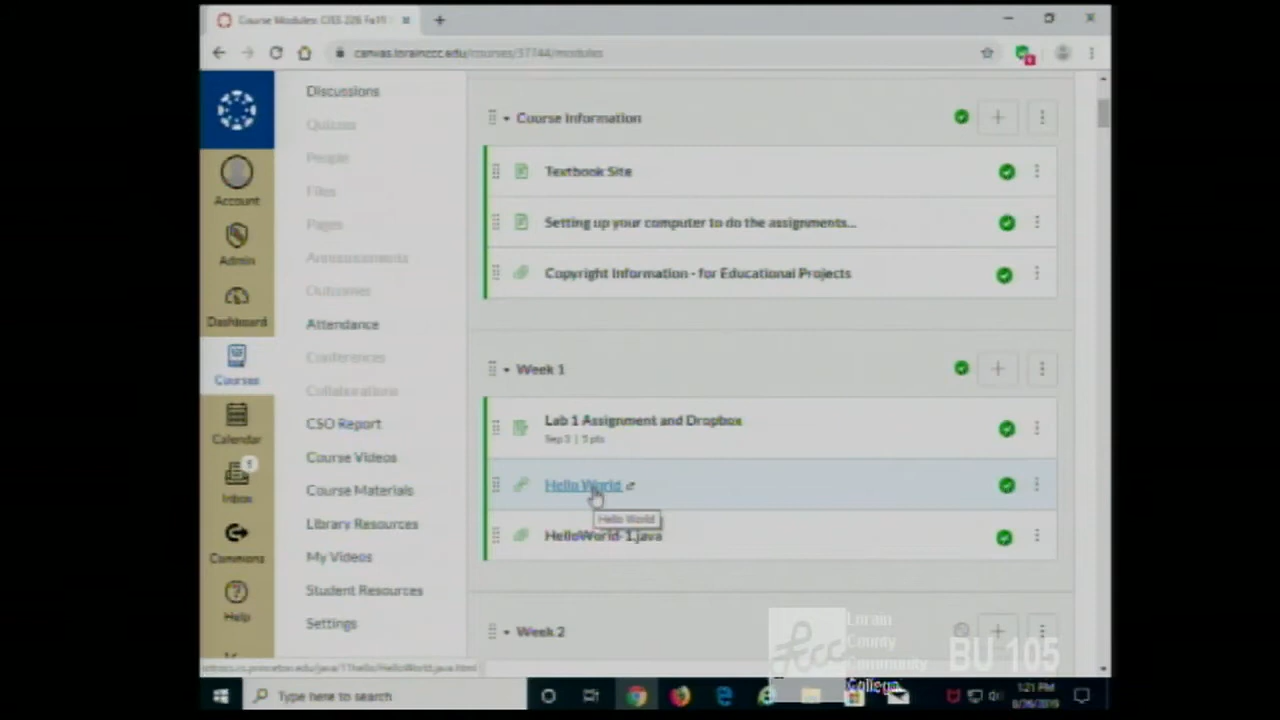 Course Modules: CISS 226 Fa19
canvas.lorainccc.edu/courses/37744/modules
Discussions
Quizzes
People
Files
Pages
Announcements
Outcomes
Attendance
Conferences
Collaborations
CSO Report
Course Videos
Course Materials
Library Resources
My Videos
Student Resources
Settings
Account
Admin
Dashboard
Courses
Calendar
5
Inbox
Commons
Help
Course Information
Textbook Site
Setting up your computer to do the assignments...
Copyright Information - for Educational Projects
Week 1
Lab 1 Assignment and Dropbox
Sep 3 | 5 pts
Hello World
Hello World
HelloWorld-1.java
Week 2
introcs.cs.princeton.edu/java/11hello/HelloWorld.java.html
lccc
Lorain
County
Community
College
BU 105
Type here to search
1:21 PM
8/26/2019